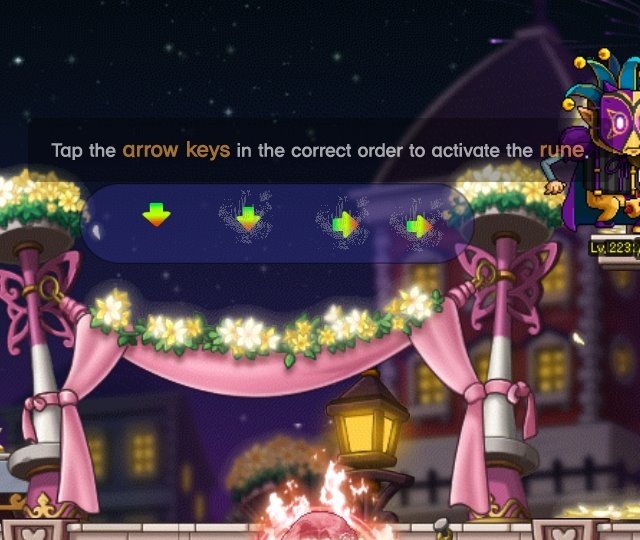 Tap the arrow keys in the correct order to activate the rune.
Lv.223